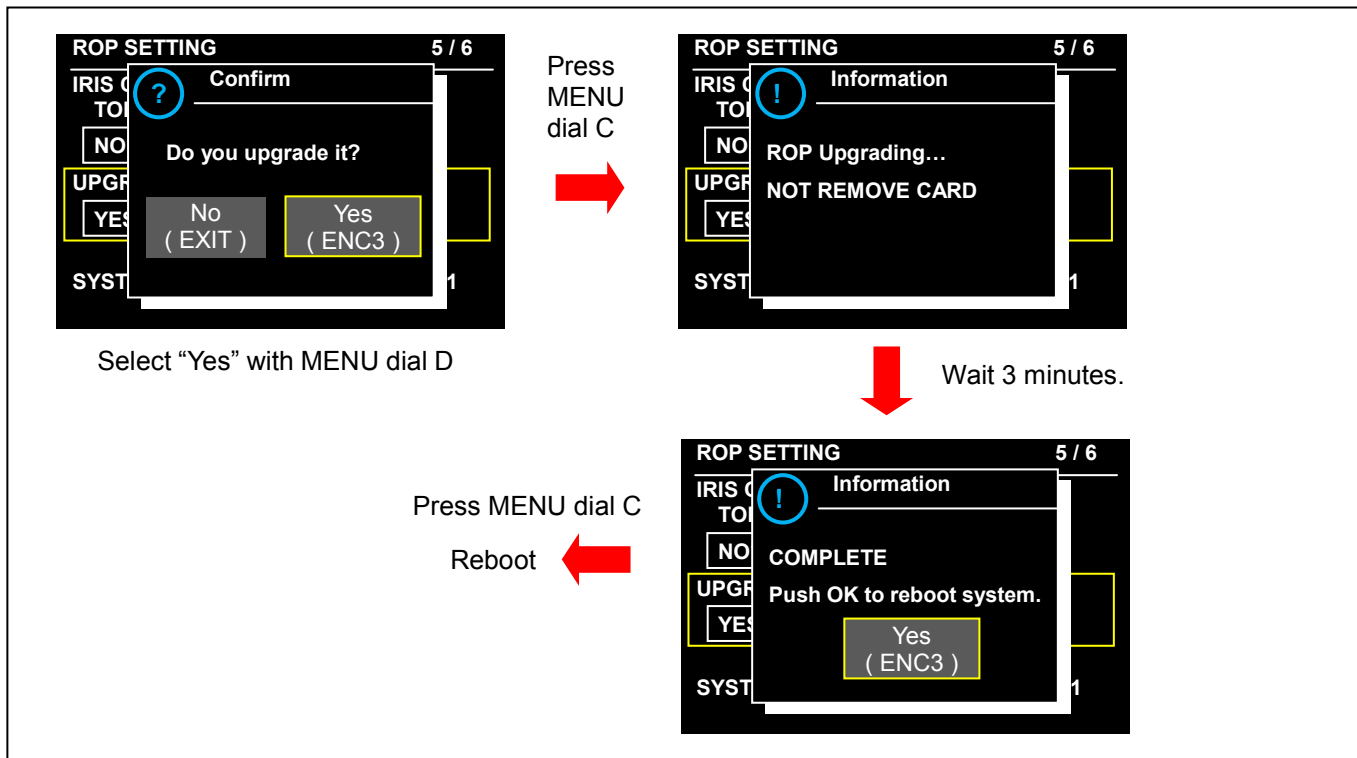 ROP SETTING 5 / 6
? Confirm
IRIS C
TO
NO
Do you upgrade it?
UPGR
YES
No
( EXIT )
Yes
( ENC3 )
SYST 1
Select “Yes” with MENU dial D
Press
MENU
dial C
ROP SETTING 5 / 6
! Information
IRIS C
TO
NO
ROP Upgrading…
UPGR
NOT REMOVE CARD
YES
SYST 1
Wait 3 minutes.
ROP SETTING 5 / 6
! Information
IRIS C
TO
NO
COMPLETE
UPGR
Push OK to reboot system.
YES
Yes
( ENC3 )
SYST 1
Press MENU dial C
Reboot